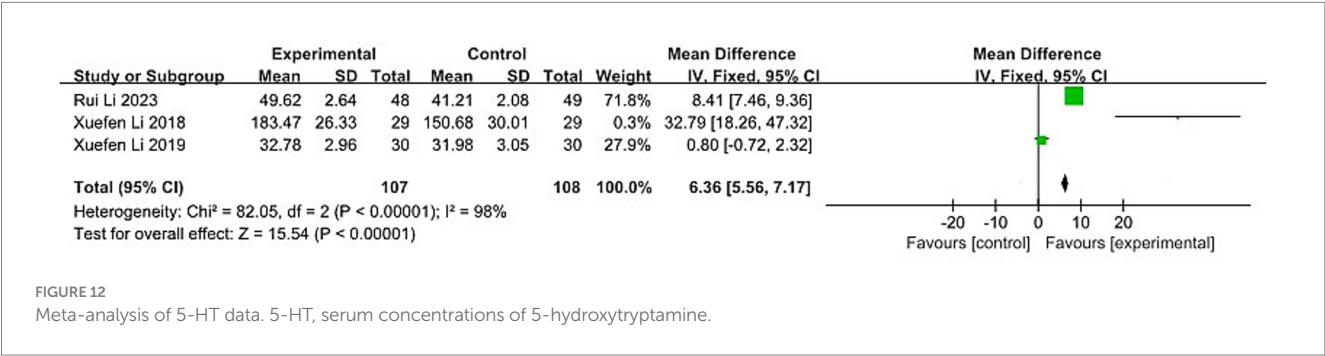 Experimental Control Mean Difference Mean Difference
Study or Subgroup Mean SD Total Mean SD Total Weight IV, Fixed, 95% CI IV, Fixed, 95% CI
Rui Li 2023 49.62 2.64 48 41.21 2.08 49 71.8% 8.41 [7.46, 9.36]
Xuefen Li 2018 183.47 26.33 29 150.68 30.01 29 0.3% 32.79 [18.26, 47.32]
Xuefen Li 2019 32.78 2.96 30 31.98 3.05 30 27.9% 0.80 [-0.72, 2.32]
Total (95% CI) 107 108 100.0% 6.36 [5.56, 7.17]
Heterogeneity: Chi² = 82.05, df = 2 (P < 0.00001); I² = 98%
Test for overall effect: Z = 15.54 (P < 0.00001)
-20 -10 0 10 20
Favours [control] Favours [experimental]
FIGURE 12
Meta-analysis of 5-HT data. 5-HT, serum concentrations of 5-hydroxytryptamine.